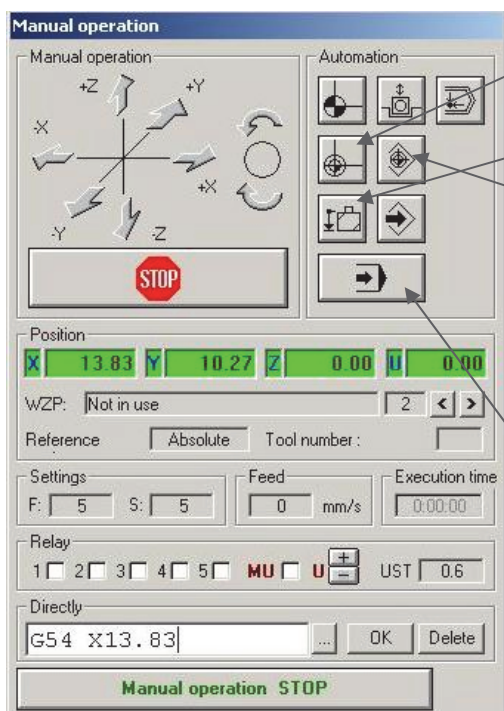 Manual operation
Manual operation
Automation
+Z
+Y
-X
+X
-Y
-Z
STOP
Position
X 13.83 Y 10.27 Z 0.00 U 0.00
WZP: Not in use 2 < >
Reference Absolute Tool number :
Settings
Feed
Execution time
F: 5 S: 5 0 mm/s 0:00:00
Relay
1 2 3 4 5 MU U + - UST 0.6
Directly
G54 X13.83 ... OK Delete
Manual operation STOP